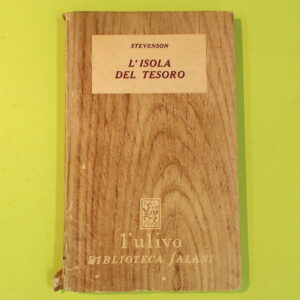 STEVENSON
L'ISOLA
DEL TESORO
l'ulivo
BIBLIOTECA SALANI